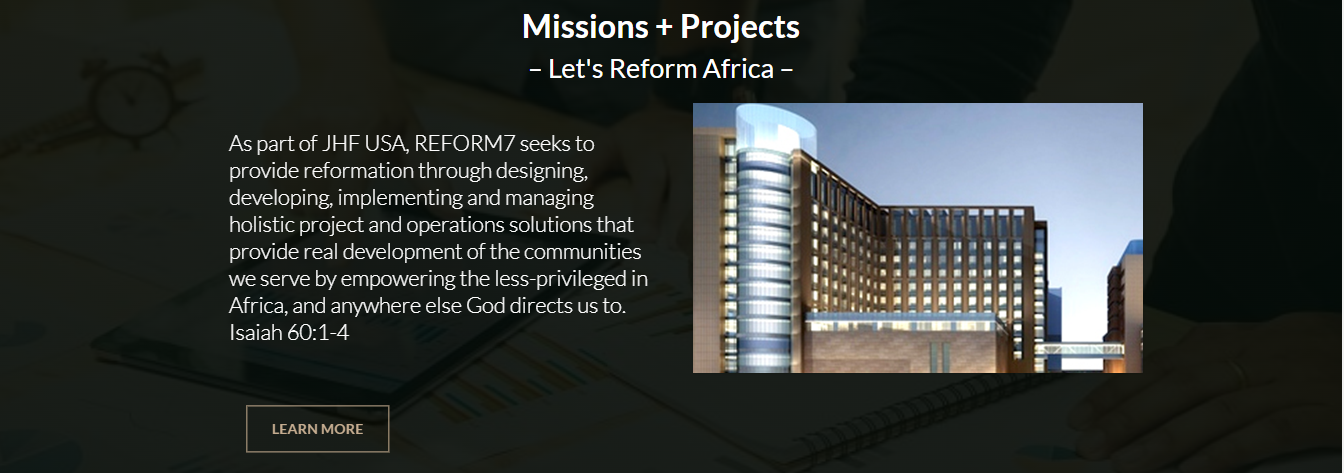 Missions + Projects
– Let's Reform Africa –
As part of JHF USA, REFORM7 seeks to
provide reformation through designing,
developing, implementing and managing
holistic project and operations solutions that
provide real development of the communities
we serve by empowering the less-privileged in
Africa, and anywhere else God directs us to.
Isaiah 60:1-4
LEARN MORE